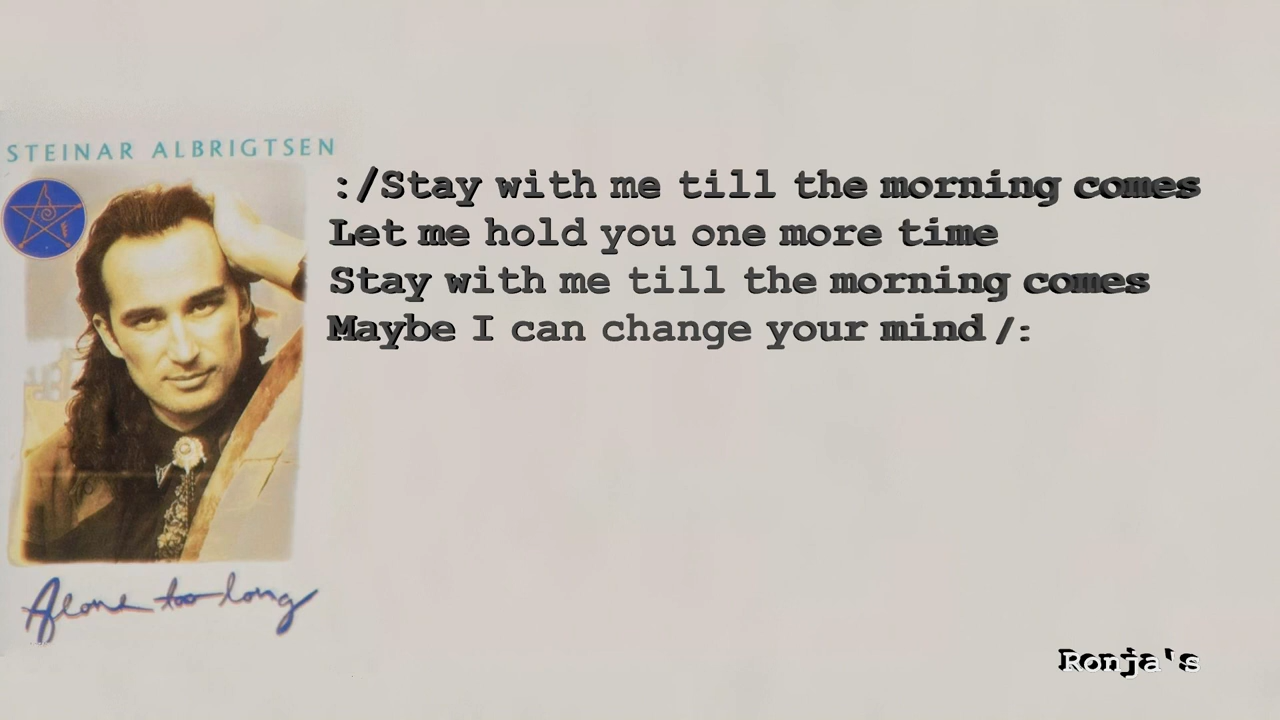 STEINAR ALBRIGTSEN
:/Stay with me till the morning comes
Let me hold you one more time
Stay with me till the morning comes
Maybe I can change your mind /:
Alone too long
Ronja's